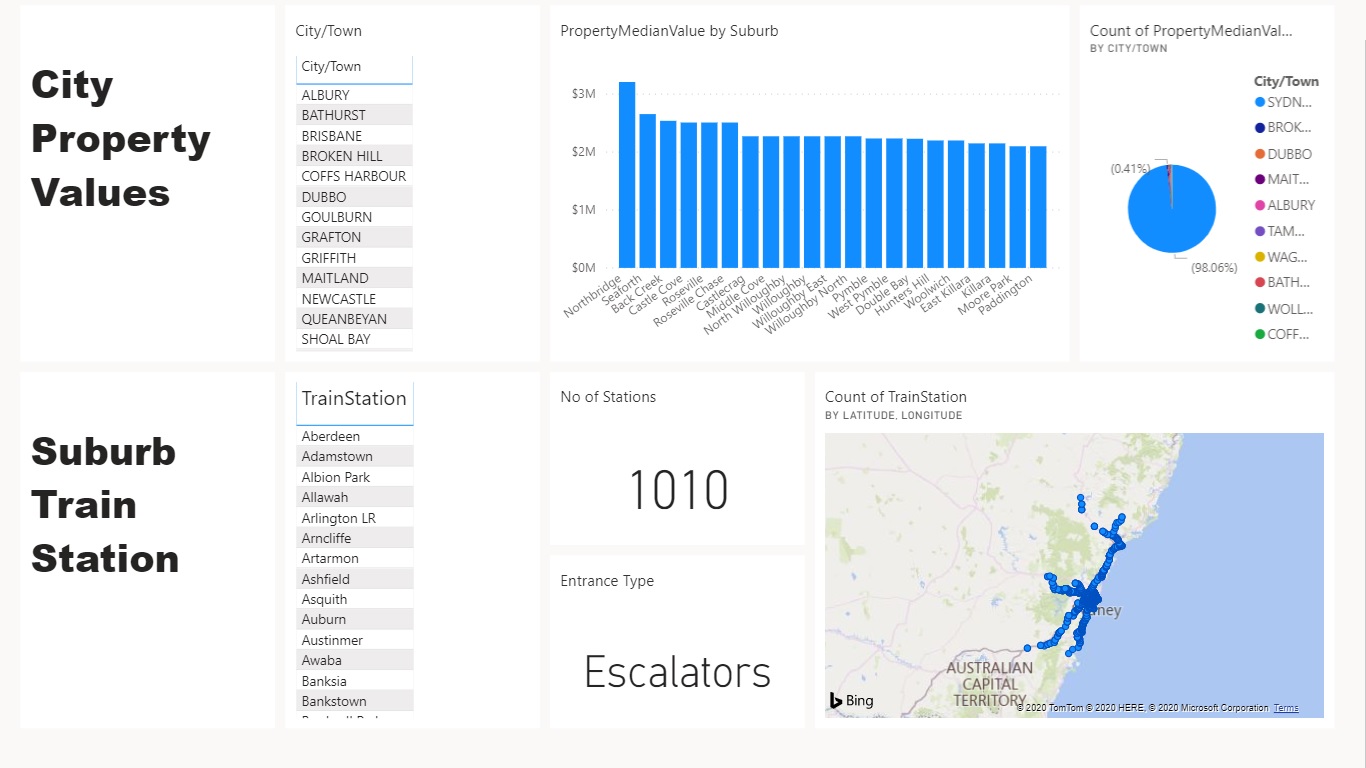 City
Property
Values
City/Town
City/Town
ALBURY
BATHURST
BRISBANE
BROKEN HILL
COFFS HARBOUR
DUBBO
GOULBURN
GRAFTON
GRIFFITH
MAITLAND
NEWCASTLE
QUEANBEYAN
SHOAL BAY
PropertyMedianValue by Suburb
$3M
$2M
$1M
$0M
Northbridge
Seaforth
Back Creek
Castle Cove
Roseville
Roseville Chase
Castlecrag
Middle Cove
North Willoughby
Willoughby
Willoughby East
Willoughby North
Pymble
West Pymble
Double Bay
Hunters Hill
Woolwich
East Killara
Killara
Moore Park
Paddington
Count of PropertyMedianVal...
BY CITY/TOWN
(0.41%)
(98.06%)
City/Town
SYDN...
BROK...
DUBBO
MAIT...
ALBURY
TAM...
WAG...
BATH...
WOLL...
COFF...
Suburb
Train
Station
TrainStation
Aberdeen
Adamstown
Albion Park
Allawah
Arlington LR
Arncliffe
Artarmon
Ashfield
Asquith
Auburn
Austinmer
Awaba
Banksia
Bankstown
No of Stations
1010
Entrance Type
Escalators
Count of TrainStation
BY LATITUDE, LONGITUDE
ney
AUSTRALIAN
CAPITAL
TERRITORY
Bing
© 2020 TomTom © 2020 HERE, © 2020 Microsoft Corporation Terms